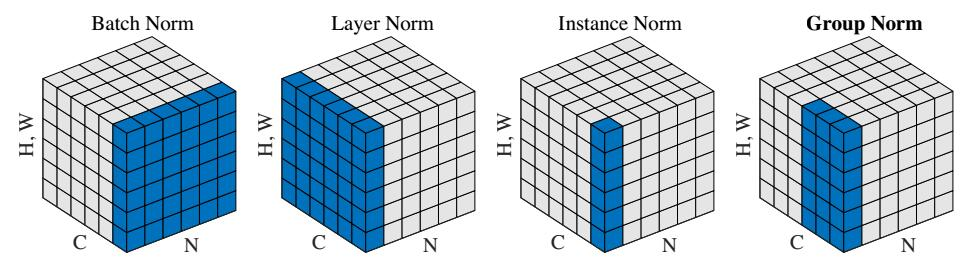 Batch Norm
Layer Norm
Instance Norm
Group Norm
H, W
C
N
H, W
C
N
H, W
C
N
H, W
C
N